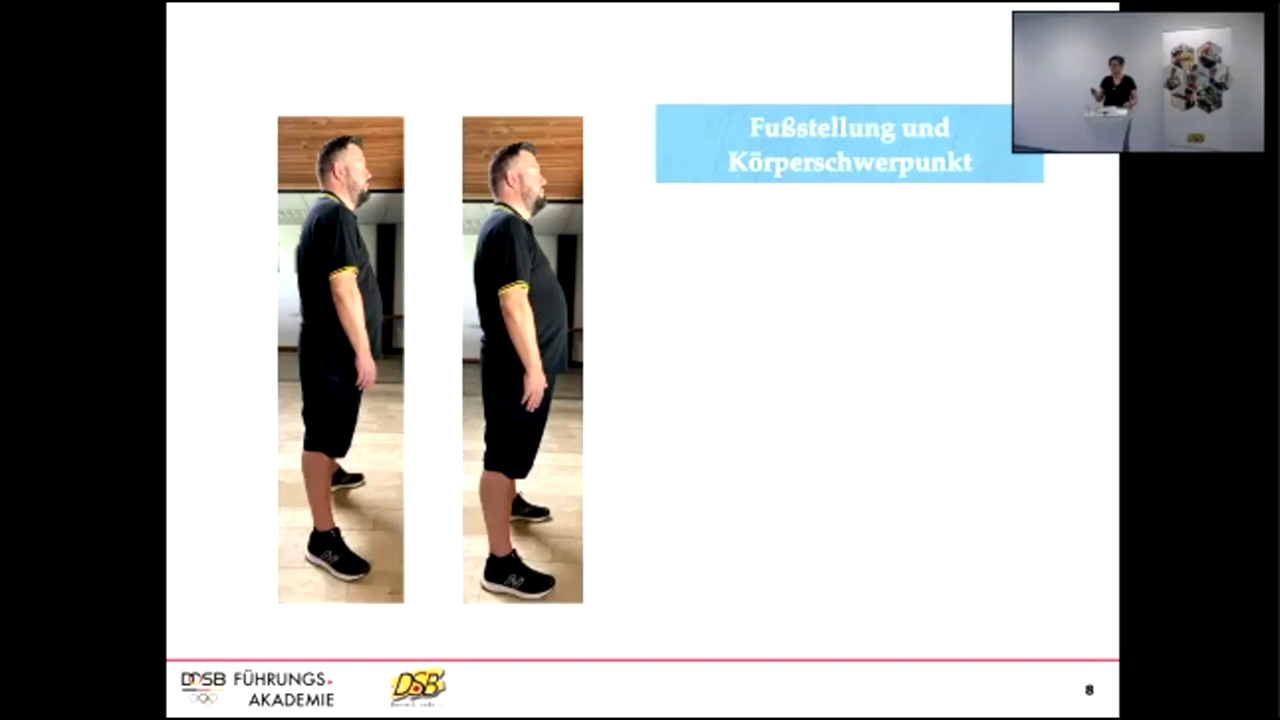 Fußstellung und
Körperschwerpunkt
DOSB FÜHRUNGS-
AKADEMIE
DSB
8